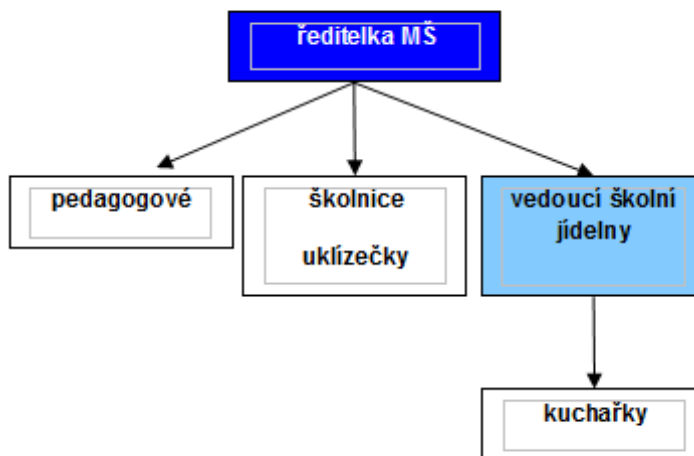 ředitelka MŠ
pedagogové
školnice
uklízečky
vedoucí školní
jídelny
kuchařky